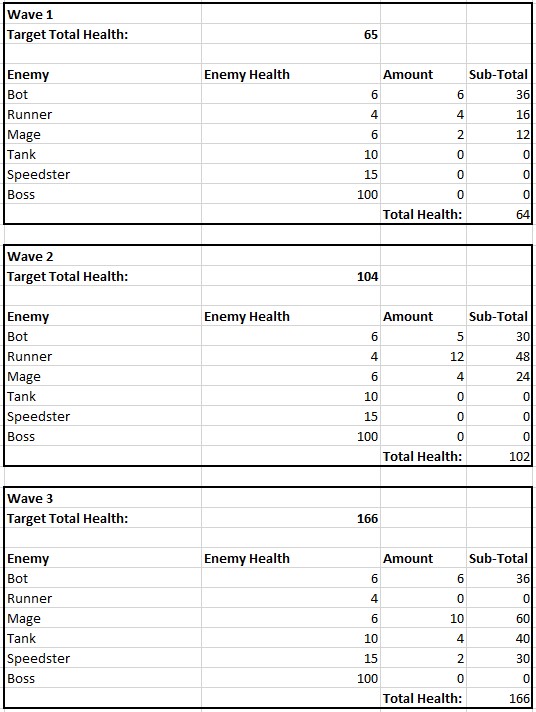 Wave 1
Target Total Health: 65
Enemy Enemy Health Amount Sub-Total
Bot 6 6 36
Runner 4 4 16
Mage 6 2 12
Tank 10 0 0
Speedster 15 0 0
Boss 100 0 0
Total Health: 64
Wave 2
Target Total Health: 104
Enemy Enemy Health Amount Sub-Total
Bot 6 5 30
Runner 4 12 48
Mage 6 4 24
Tank 10 0 0
Speedster 15 0 0
Boss 100 0 0
Total Health: 102
Wave 3
Target Total Health: 166
Enemy Enemy Health Amount Sub-Total
Bot 6 6 36
Runner 4 0 0
Mage 6 10 60
Tank 10 4 40
Speedster 15 2 30
Boss 100 0 0
Total Health: 166